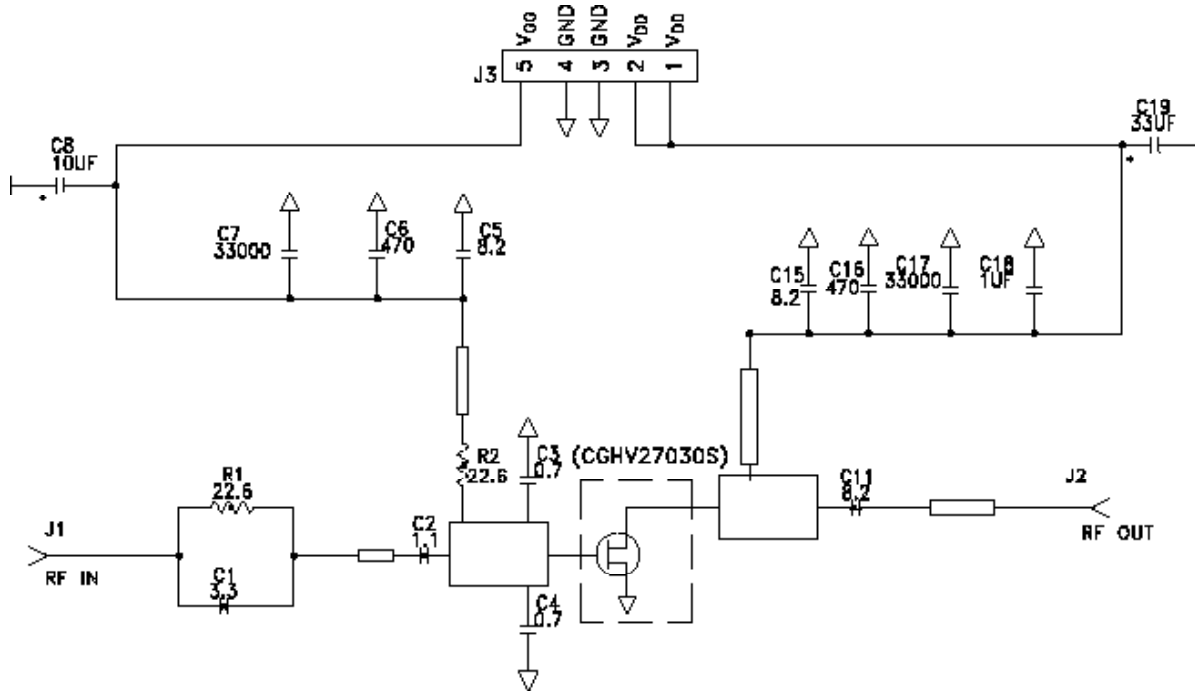 VGG
GND
GND
VDD
VDD
J3
5
4
3
2
1
C8
10UF
C19
33UF
C7
33000
C6
470
C5
8.2
C15
8.2
C16
470
C17
33000
C18
1UF
R2
22.6
C3
0.7
(CGHV27030S)
C11
8.2
J2
RF OUT
R1
22.6
J1
RF IN
C1
3.3
C2
1.1
C4
0.7